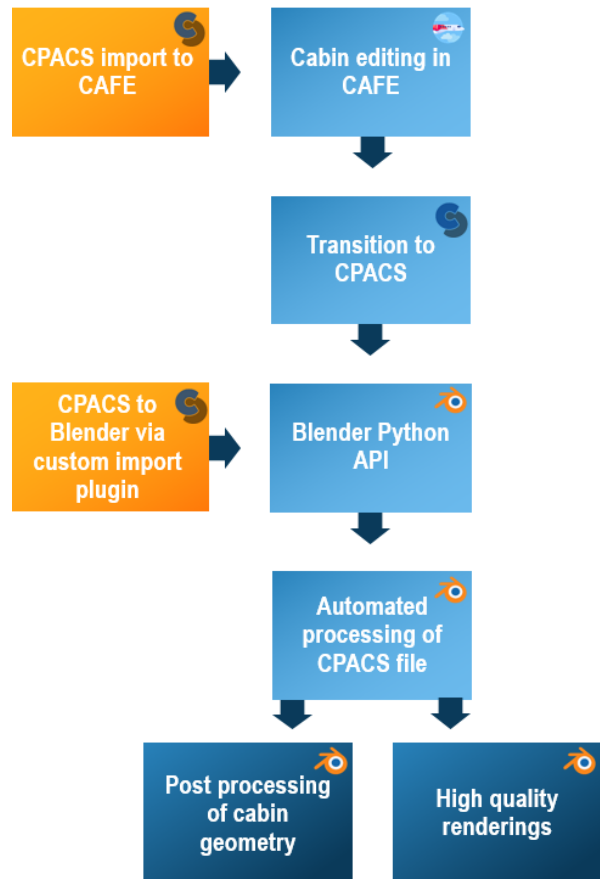 CPACS import to
CAFE
Cabin editing in
CAFE
Transition to
CPACS
CPACS to
Blender via
custom import
plugin
Blender Python
API
Automated
processing of
CPACS file
Post processing
of cabin
geometry
High quality
renderings